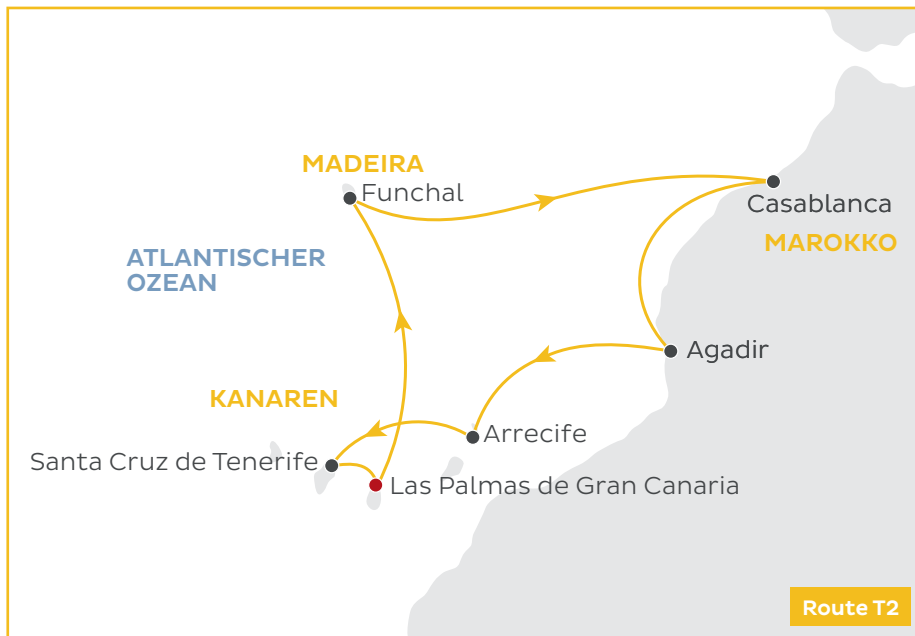 MADEIRA
Funchal
Casablanca
MAROKKO
ATLANTISCHER
OZEAN
Agadir
KANAREN
Arrecife
Santa Cruz de Tenerife
Las Palmas de Gran Canaria
Route T2